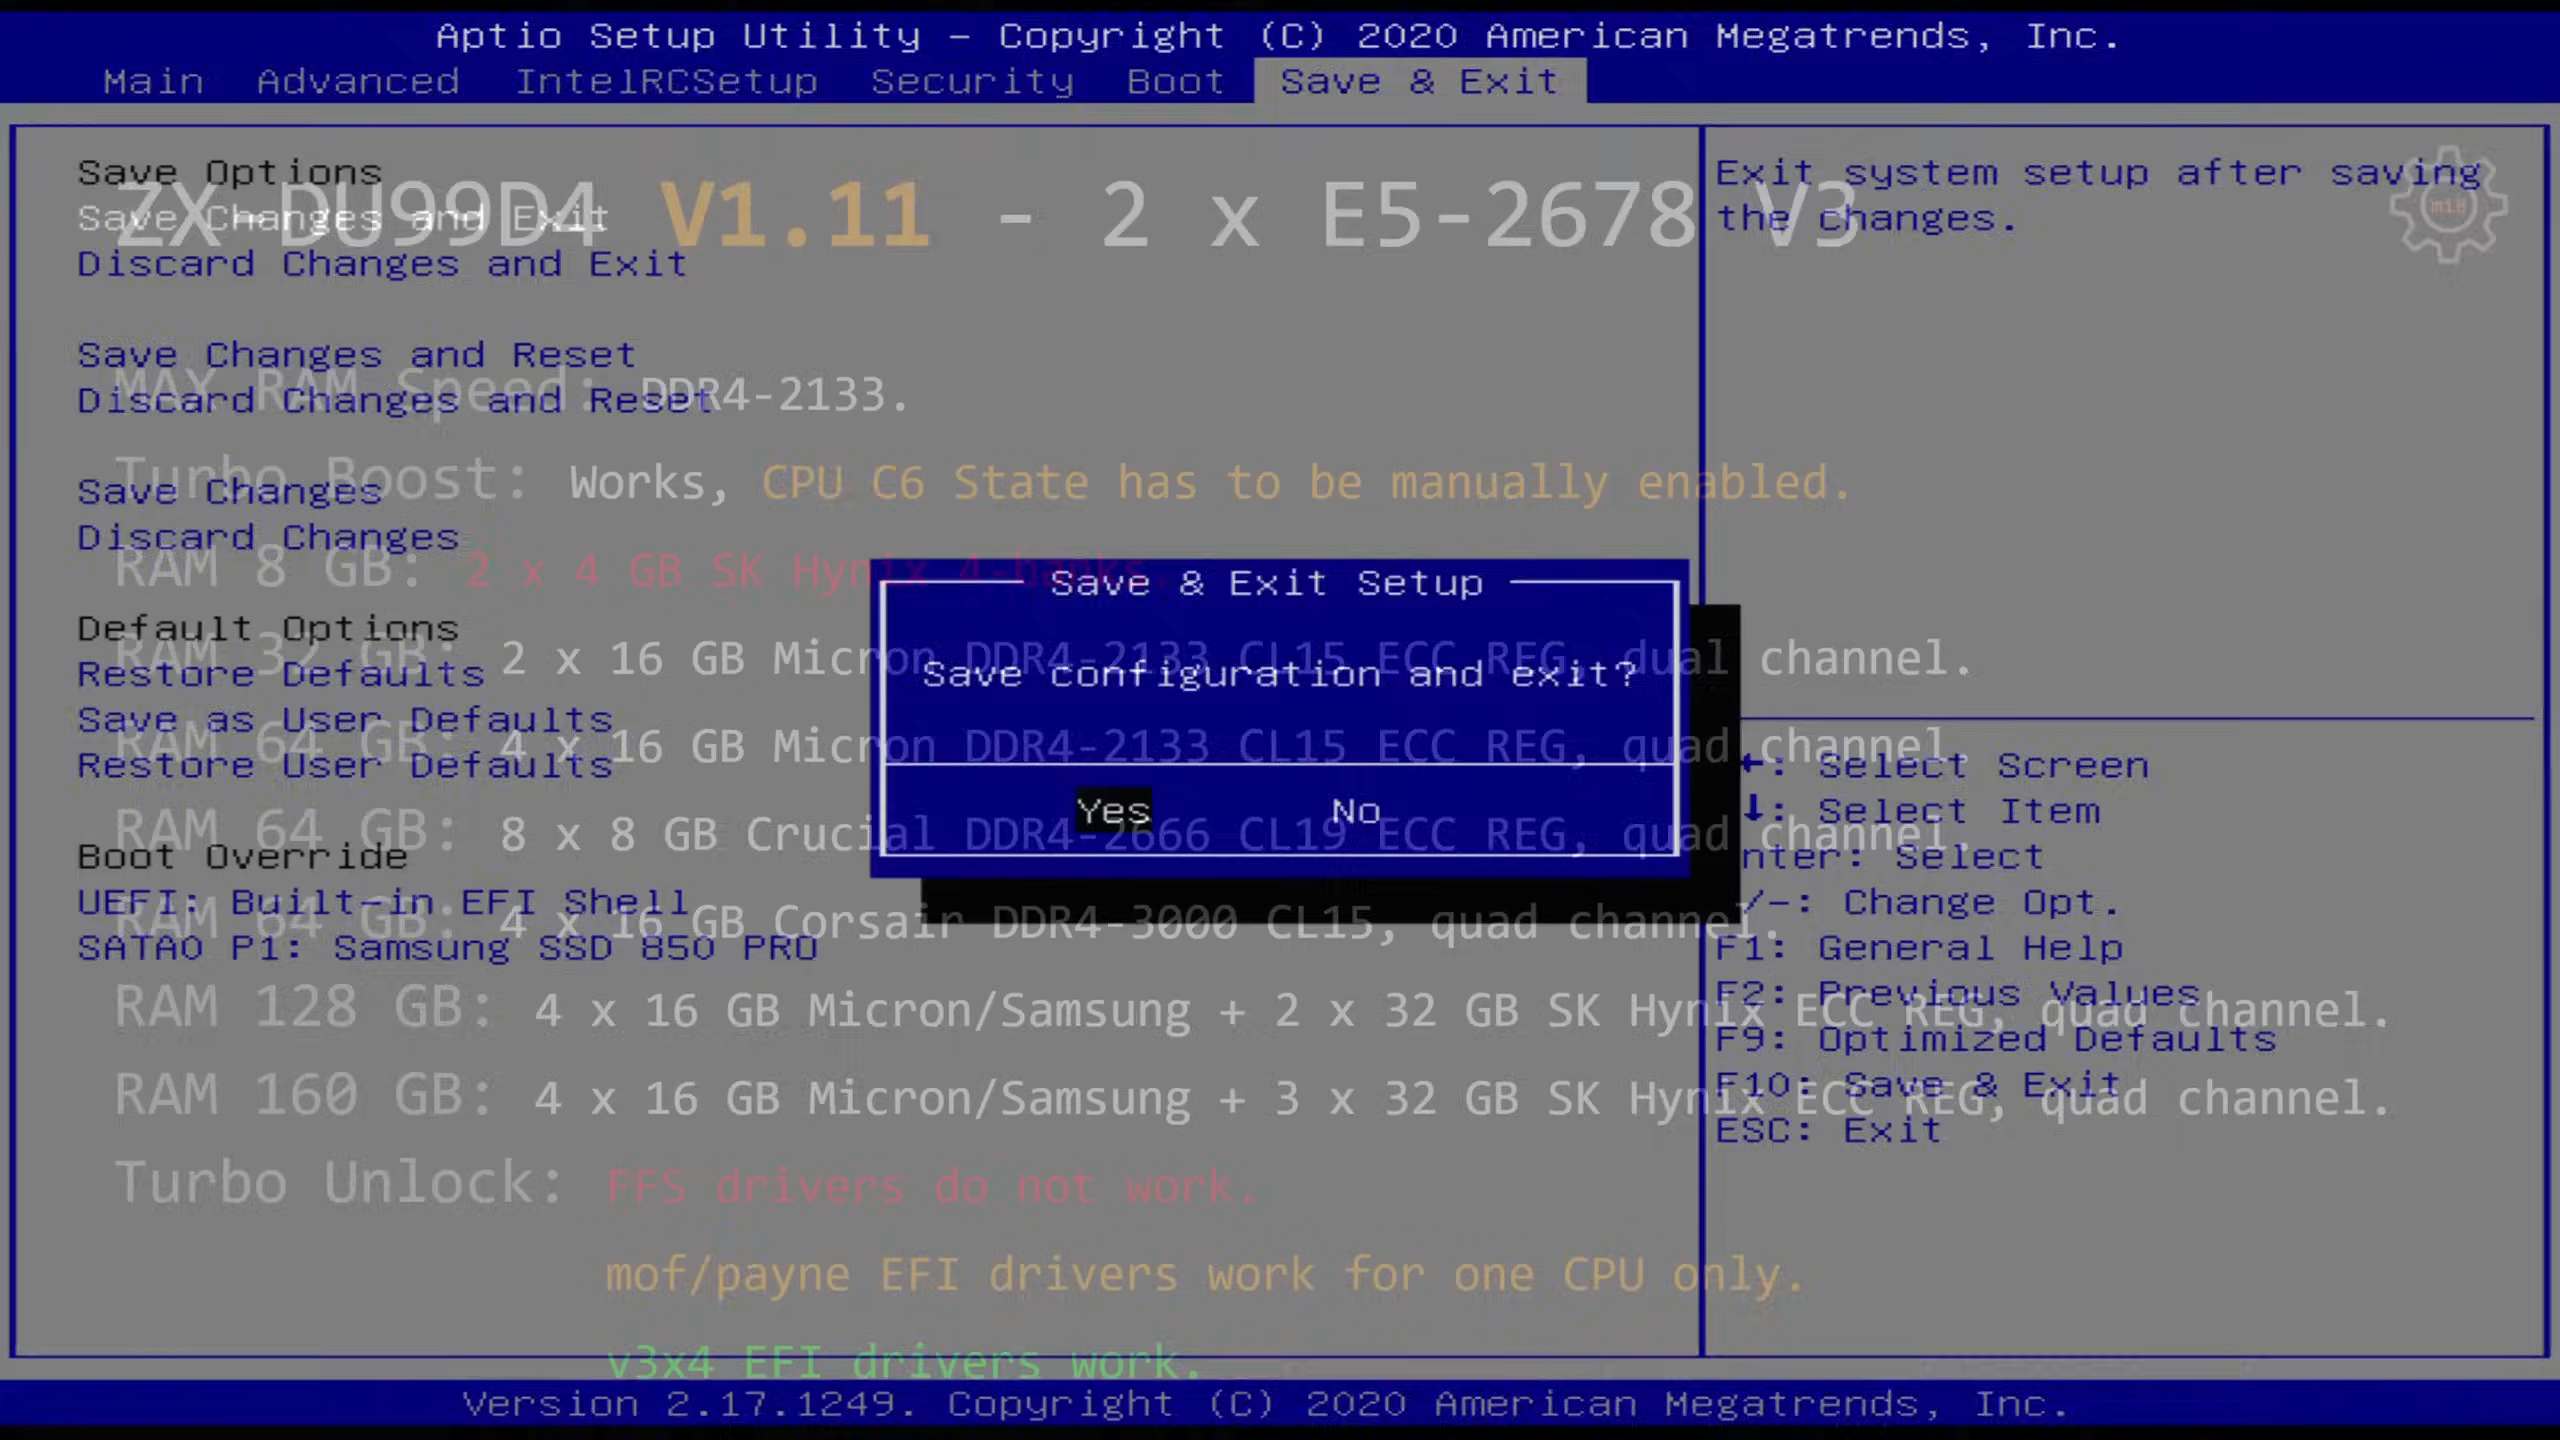 Aptio Setup Utility – Copyright (C) 2020 American Megatrends, Inc.
Main Advanced IntelRCSetup Security Boot Save & Exit
Save Options
Save Changes and Exit
Discard Changes and Exit
Save Changes and Reset
Discard Changes and Reset
Save Changes
Discard Changes
Default Options
Restore Defaults
Save as User Defaults
Restore User Defaults
Boot Override
UEFI: Built-in EFI Shell
SATA0 P1: Samsung SSD 850 PRO
Exit system setup after saving
the changes.
mi8
: Select Screen
: Select Item
nter: Select
/-: Change Opt.
F1: General Help
F2: Previous Values
F9: Optimized Defaults
F10: Save & Exit
ESC: Exit
Save & Exit Setup
Save configuration and exit?
Yes No
ZX-DU99D4 V1.11 - 2 x E5-2678 V3
MAX RAM Speed: DDR4-2133.
Turbo Boost: Works, CPU C6 State has to be manually enabled.
RAM 8 GB: 2 x 4 GB SK Hynix 4-banks.
RAM 32 GB: 2 x 16 GB Micron DDR4-2133 CL15 ECC REG, dual channel.
RAM 64 GB: 4 x 16 GB Micron DDR4-2133 CL15 ECC REG, quad channel.
RAM 64 GB: 8 x 8 GB Crucial DDR4-2666 CL19 ECC REG, quad channel.
RAM 64 GB: 4 x 16 GB Corsair DDR4-3000 CL15, quad channel.
RAM 128 GB: 4 x 16 GB Micron/Samsung + 2 x 32 GB SK Hynix ECC REG, quad channel.
RAM 160 GB: 4 x 16 GB Micron/Samsung + 3 x 32 GB SK Hynix ECC REG, quad channel.
Turbo Unlock: FFS drivers do not work.
mof/payne EFI drivers work for one CPU only.
v3x4 EFI drivers work.
Version 2.17.1249. Copyright (C) 2020 American Megatrends, Inc.